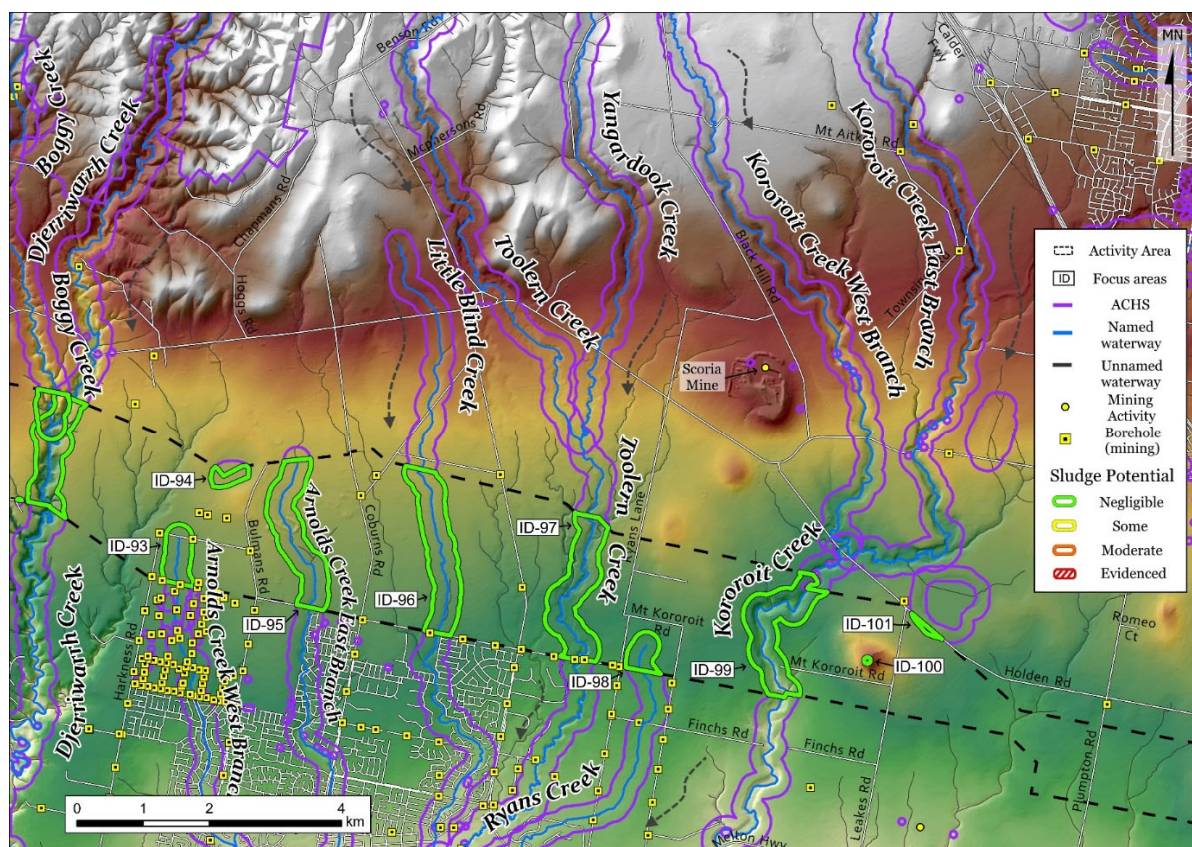 Benson Rd
Calder
Fwy
MN
Boggy Creek
Djerriwarrh Creek
Mcphersons Rd
Yangardook Creek
Mt Aitken Rd
Kororoit Creek East Branch
Kororoit Creek West Branch
Chapmans Rd
Little Blind Creek
Toolern Creek
Black Hill Rd
Hoggs Rd
Boggy Creek
Scoria
Mine
Activity Area
ID
Focus areas
ACHS
Named
waterway
Unnamed
waterway
Mining
Activity
Borehole
(mining)
Sludge Potential
Negligible
Some
Moderate
Evidenced
ID-94
Arnolds Creek East Branch
Coburns Rd
ID-97
Toolern
Creek
Ryans Lane
ID-93
Bulmans Rd
Arnolds Creek West Branc
ID-95
ID-96
Kororoit Creek
Mt Kororoit
Rd
ID-101
Romeo
Ct
Djerriwarrh Creek
Harkness Rd
ID-98
ID-99
Mt Kororoit Rd
ID-100
Holden Rd
Finchs Rd
Finchs Rd
Plumpton Rd
Ryans Creek
Leakes Rd
Melton Hwy
0
1
2
4
km